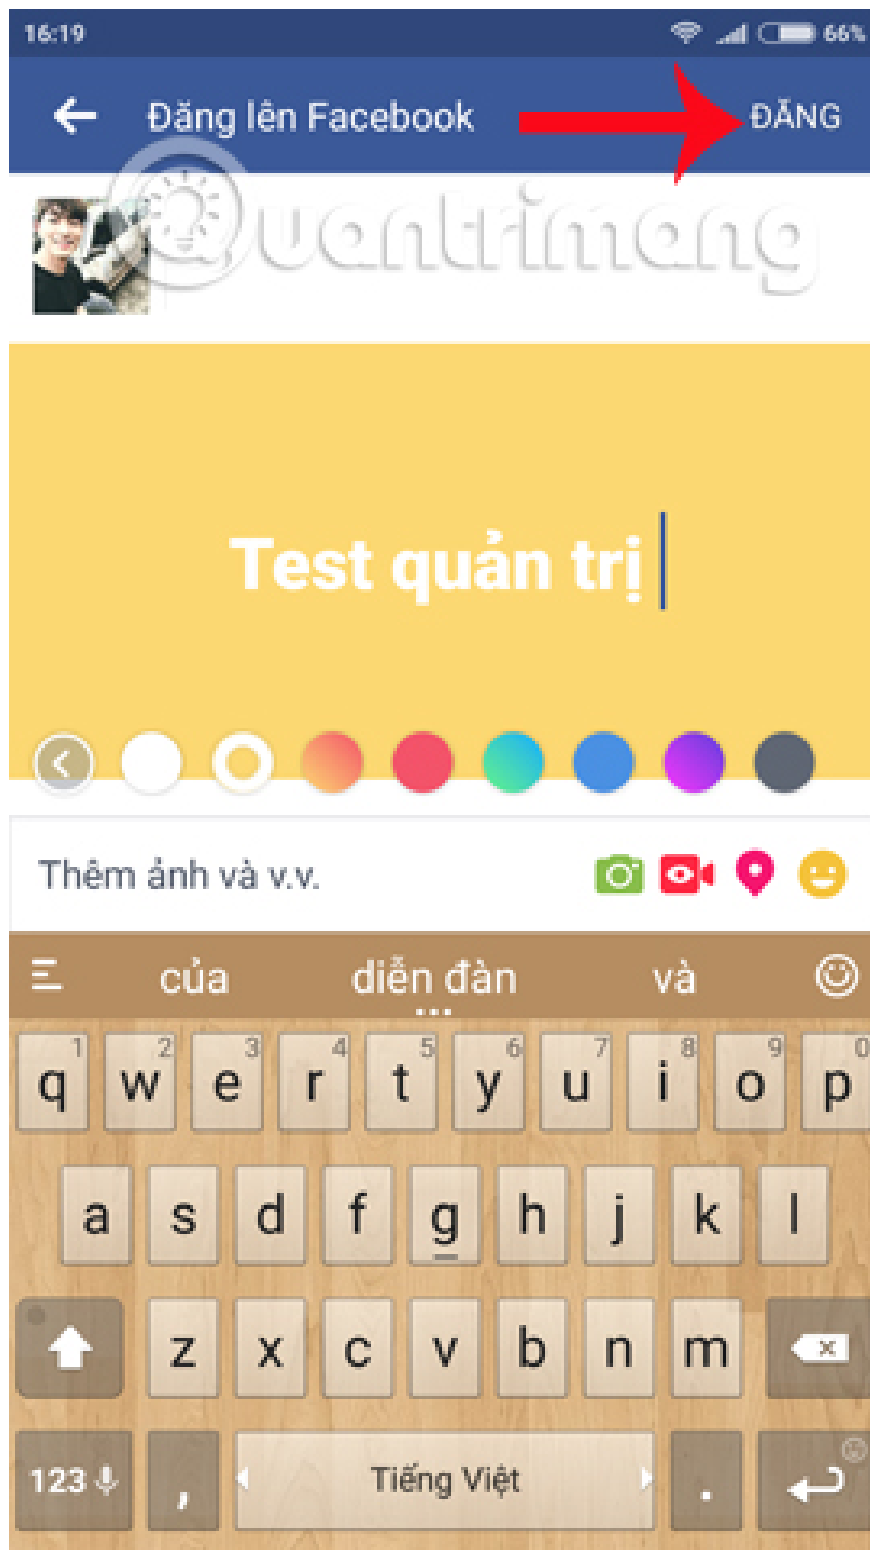 16:19 66%
Đăng lên Facebook ĐĂNG
Quantrimang
Test quản trị
Thêm ảnh và v.v.
của diễn đàn và
1 2 3 4 5 6 7 8 9 0
q w e r t y u i o p
a s d f g h j k l
z x c v b n m
123 , Tiếng Việt .